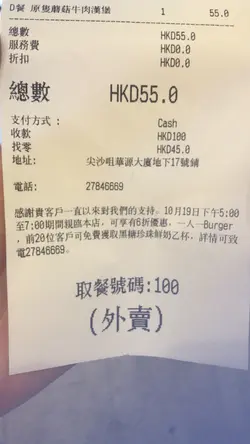 D餐 原隻蘑菇牛肉漢堡 1 55.0
總數 HKD55.0
服務費 HKD0.0
折扣 HKD0.0
總數 HKD55.0
支付方式： Cash
收款 HKD100
找零 HKD45.0
地址: 尖沙咀華源大廈地下17號鋪
電話: 27846669
感謝貴客戶一直以來對我們的支持，10月19日下午5:00
至7:00期間親臨本店，可享有6折優惠，一人一Burger
，前20位客戶可免費獲取黑糖珍珠鮮奶乙杯，詳情可致
電27846669。
取餐號碼:100
(外賣)